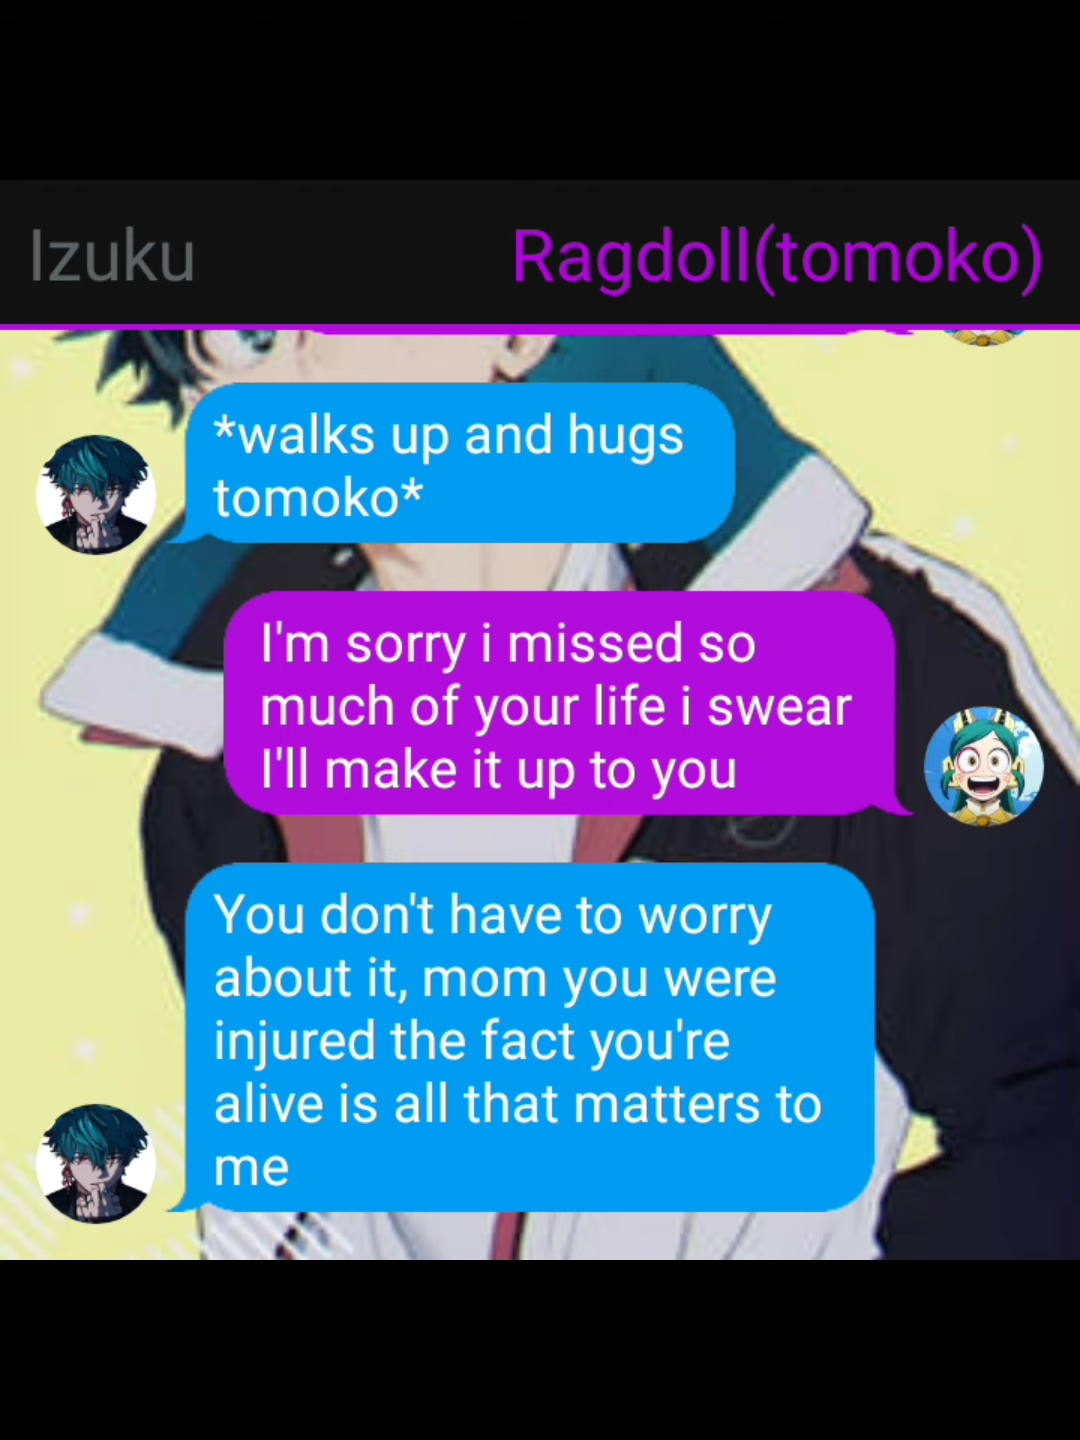 Izuku
Ragdoll(tomoko)
*walks up and hugs
tomoko*
I'm sorry i missed so
much of your life i swear
I'll make it up to you
You don't have to worry
about it, mom you were
injured the fact you're
alive is all that matters to
me